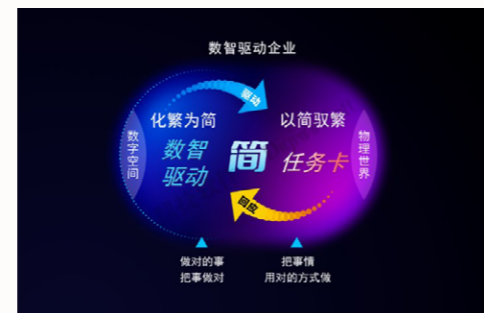 数智驱动企业
驱动
化繁为简
以简驭繁
数字空间
数智
驱动
简
任务卡
物理世界
回应
做对的事
把事做对
把事情
用对的方式做